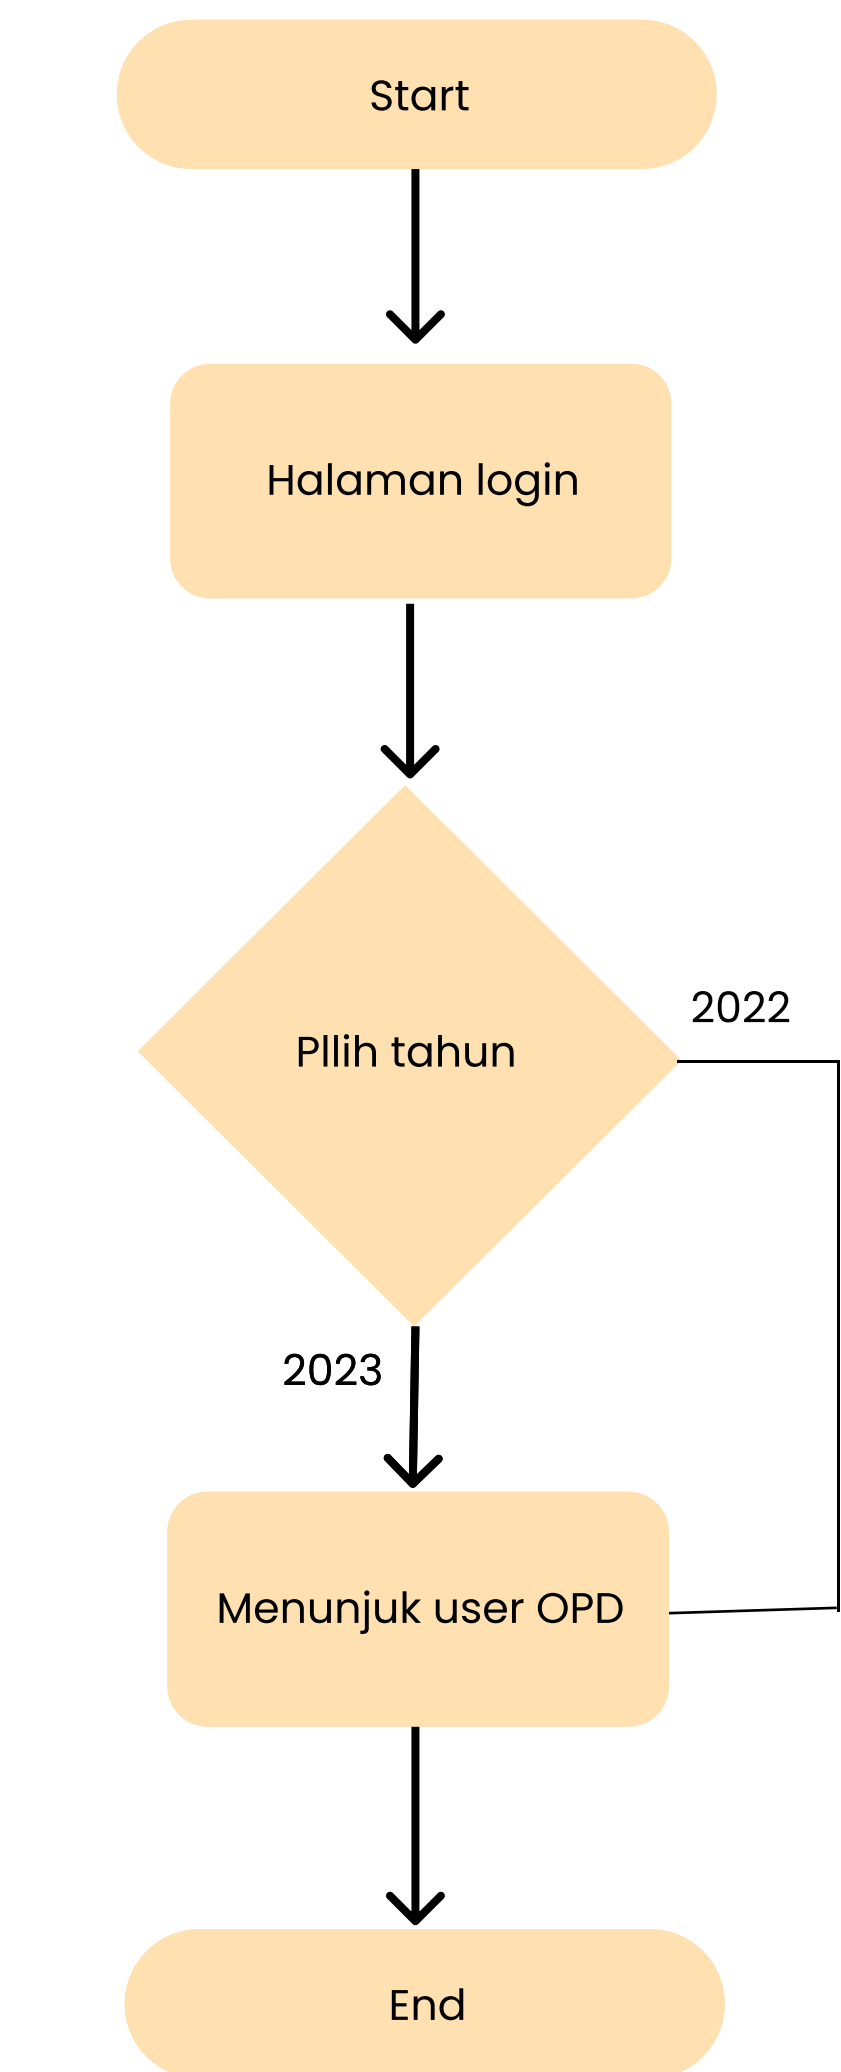 Start
Halaman login
Pllih tahun
2022
2023
Menunjuk user OPD
End